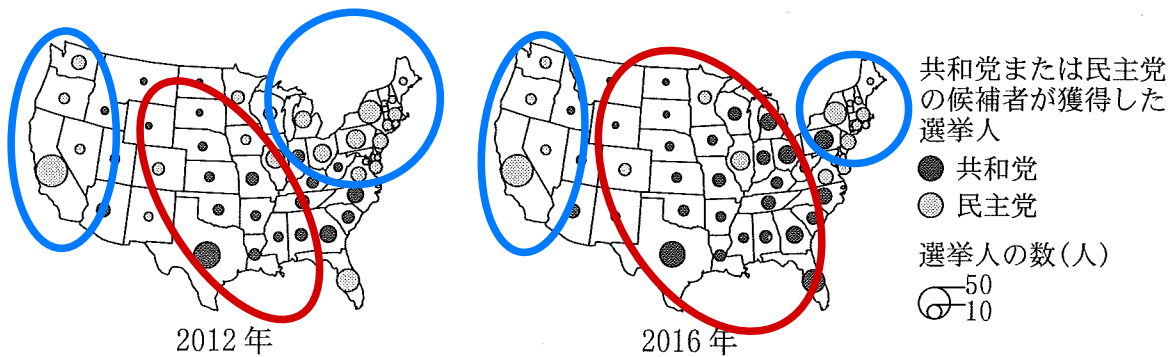 2012年
2016年
共和党または民主党
の候補者が獲得した
選挙人
共和党
民主党
選挙人の数(人)
50
10